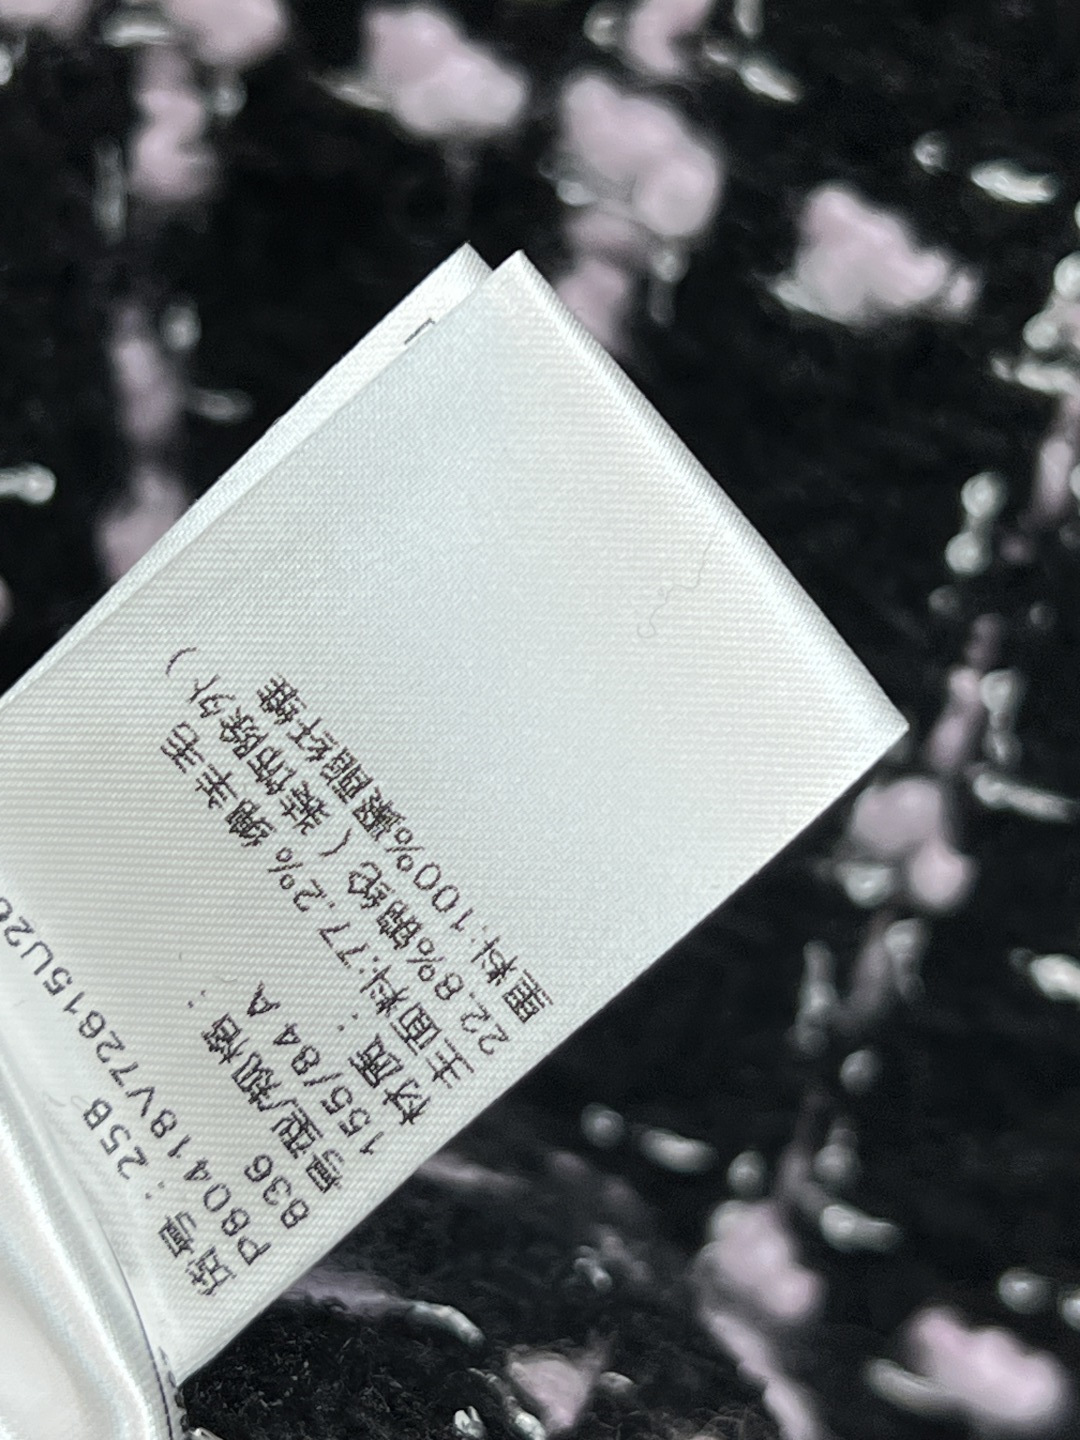 货号:25B
P80418V72615U20
836
号型/规格:
155/84A
材质:
主面料:77.2% 绵羊毛
22.8%锦纶(装饰除外)
里料:100%聚酯纤维